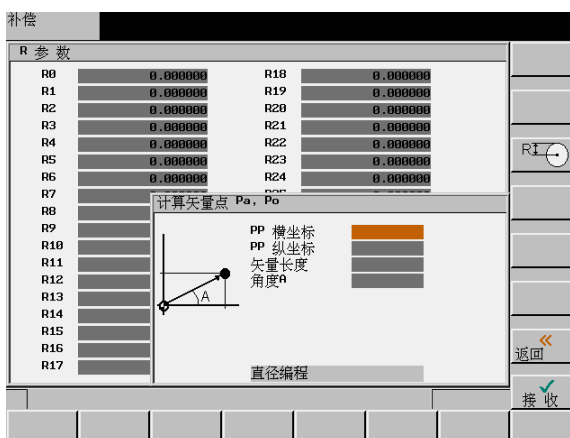 补偿
R 参数
R0 0.000000 R18 0.000000
R1 0.000000 R19 0.000000
R2 0.000000 R20 0.000000
R3 0.000000 R21 0.000000
R4 0.000000 R22 0.000000
R5 0.000000 R23 0.000000
R6 0.000000 R24 0.000000
R7
R8
R9
R10
R11
R12
R13
R14
R15
R16
R17
计算矢量点 Pa, Po
PP 横坐标
PP 纵坐标
矢量长度
角度A
A
直径编程
R
返回
接收